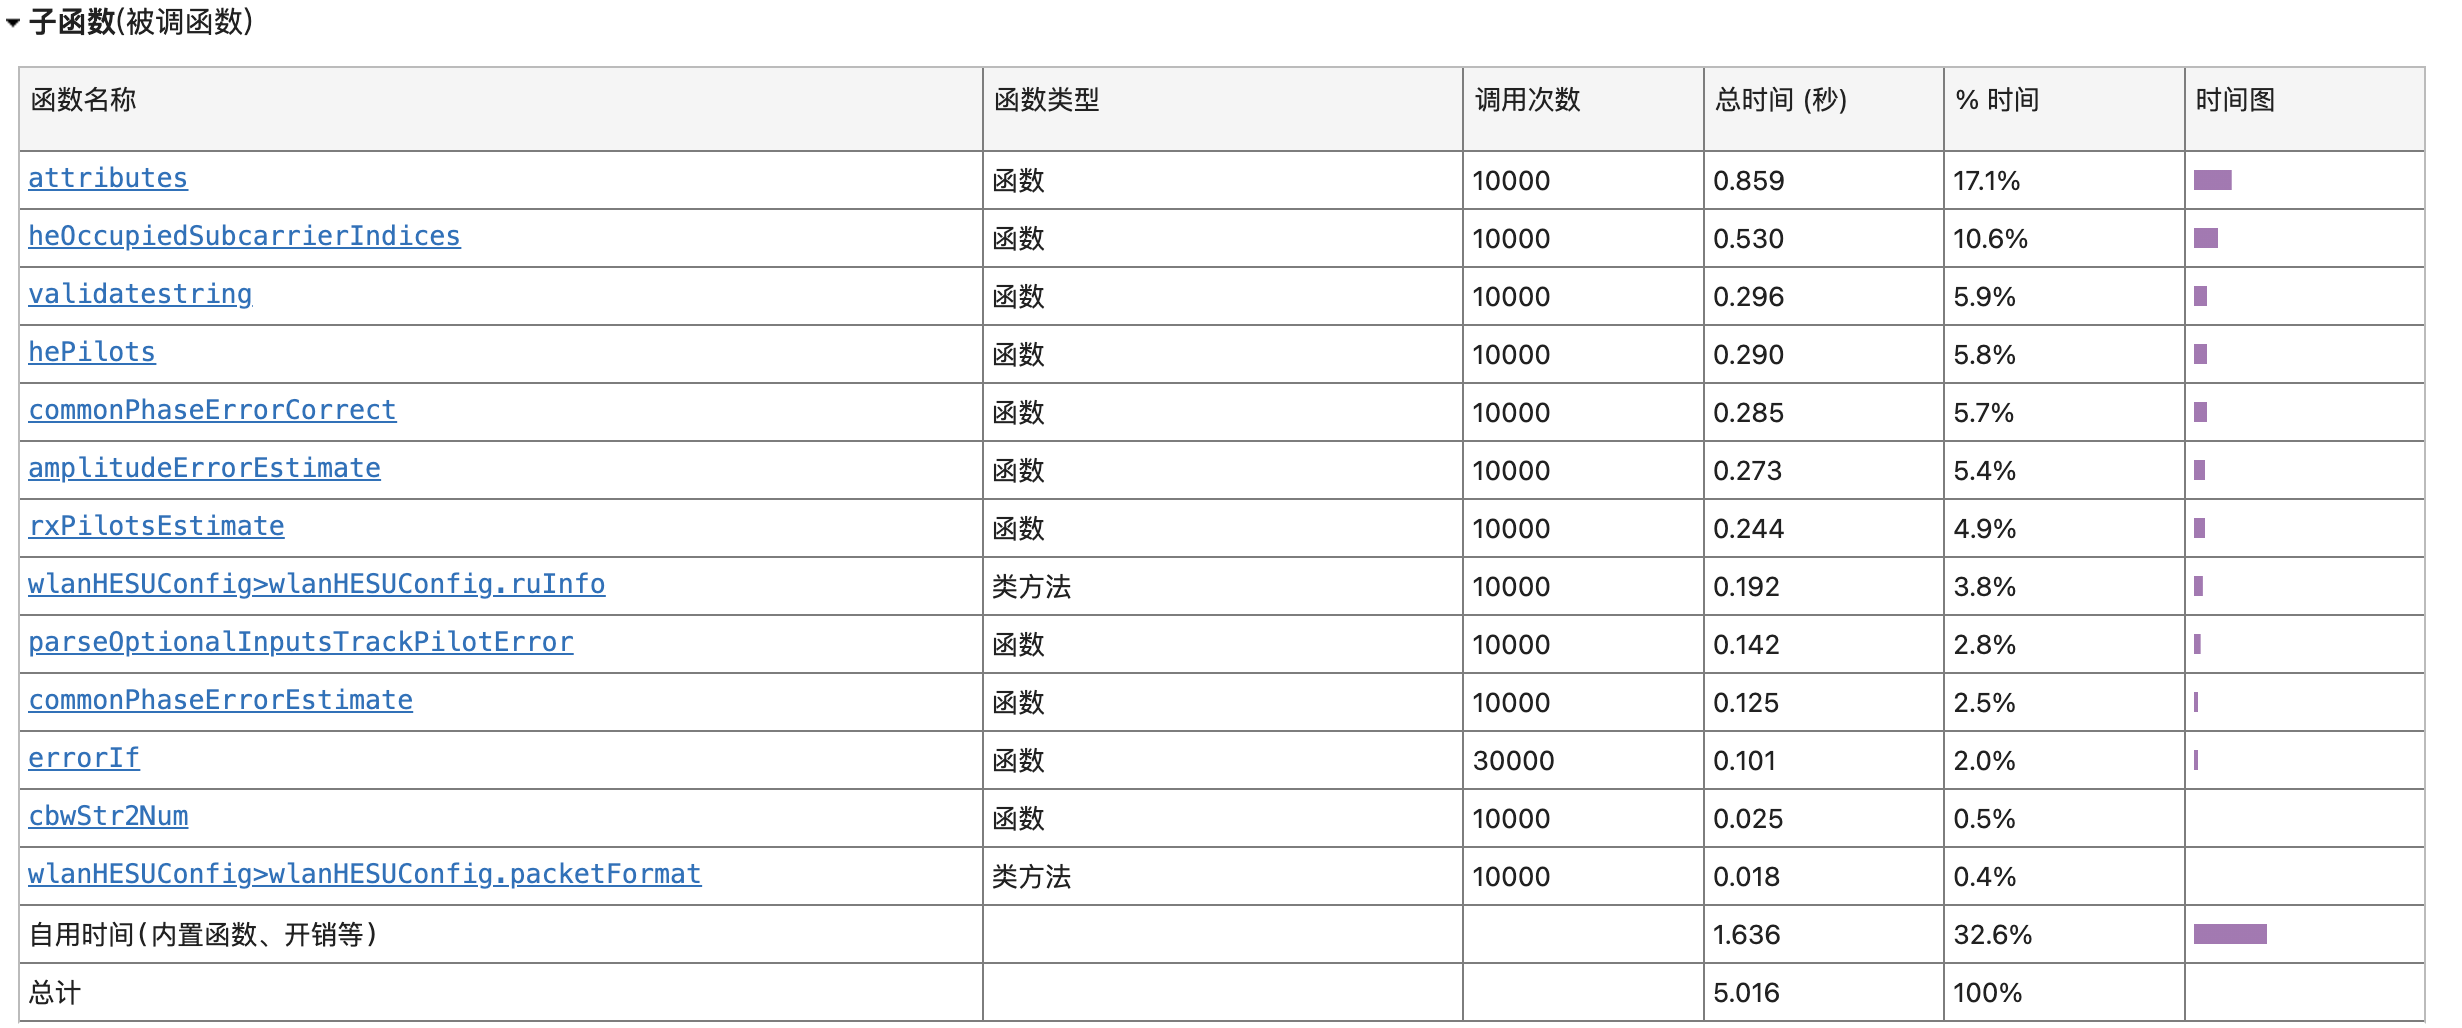 子函数(被调函数)
函数名称 函数类型 调用次数 总时间 (秒) % 时间 时间图
attributes 函数 10000 0.859 17.1%
heOccupiedSubcarrierIndices 函数 10000 0.530 10.6%
validatestring 函数 10000 0.296 5.9%
hePilots 函数 10000 0.290 5.8%
commonPhaseErrorCorrect 函数 10000 0.285 5.7%
amplitudeErrorEstimate 函数 10000 0.273 5.4%
rxPilotsEstimate 函数 10000 0.244 4.9%
wlanHESUConfig>wlanHESUConfig.ruInfo 类方法 10000 0.192 3.8%
parseOptionalInputsTrackPilotError 函数 10000 0.142 2.8%
commonPhaseErrorEstimate 函数 10000 0.125 2.5%
errorIf 函数 30000 0.101 2.0%
cbwStr2Num 函数 10000 0.025 0.5%
wlanHESUConfig>wlanHESUConfig.packetFormat 类方法 10000 0.018 0.4%
自用时间(内置函数、开销等) 1.636 32.6%
总计 5.016 100%